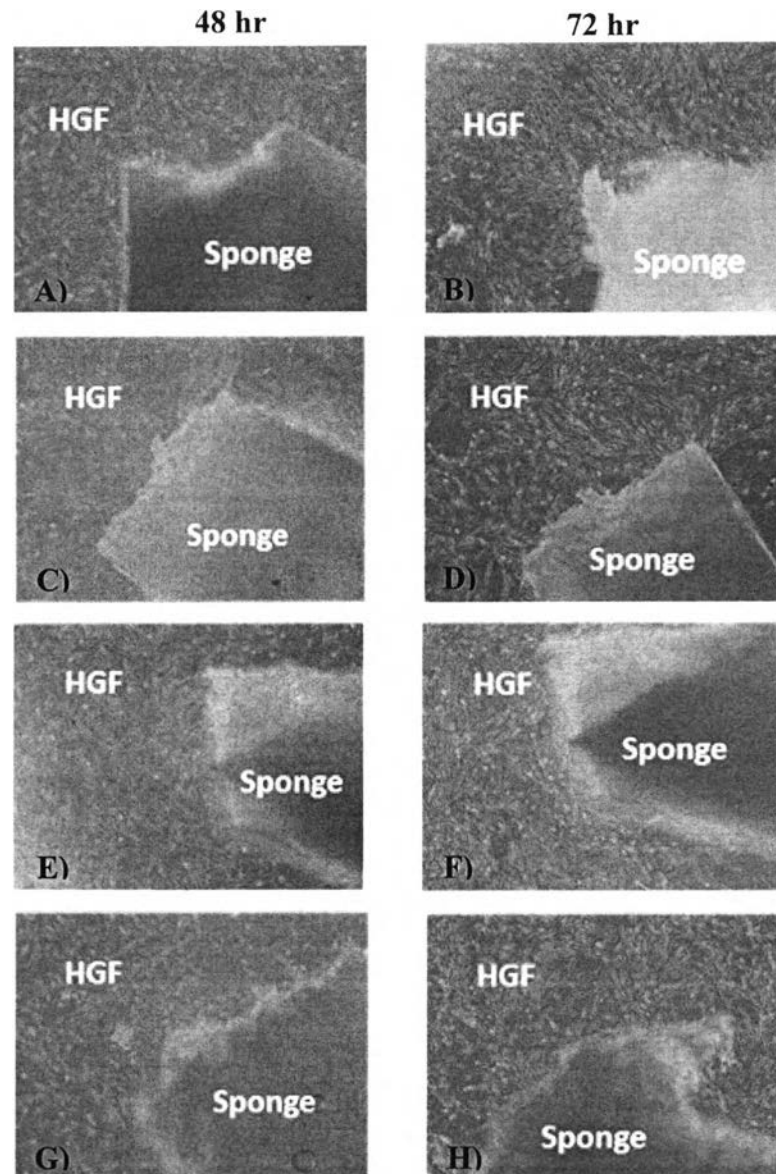 48 hr 72 hr
HGF HGF
Sponge Sponge
A) B)
HGF HGF
Sponge Sponge
C) D)
HGF HGF
Sponge Sponge
E) F)
HGF HGF
Sponge Sponge
G) H)